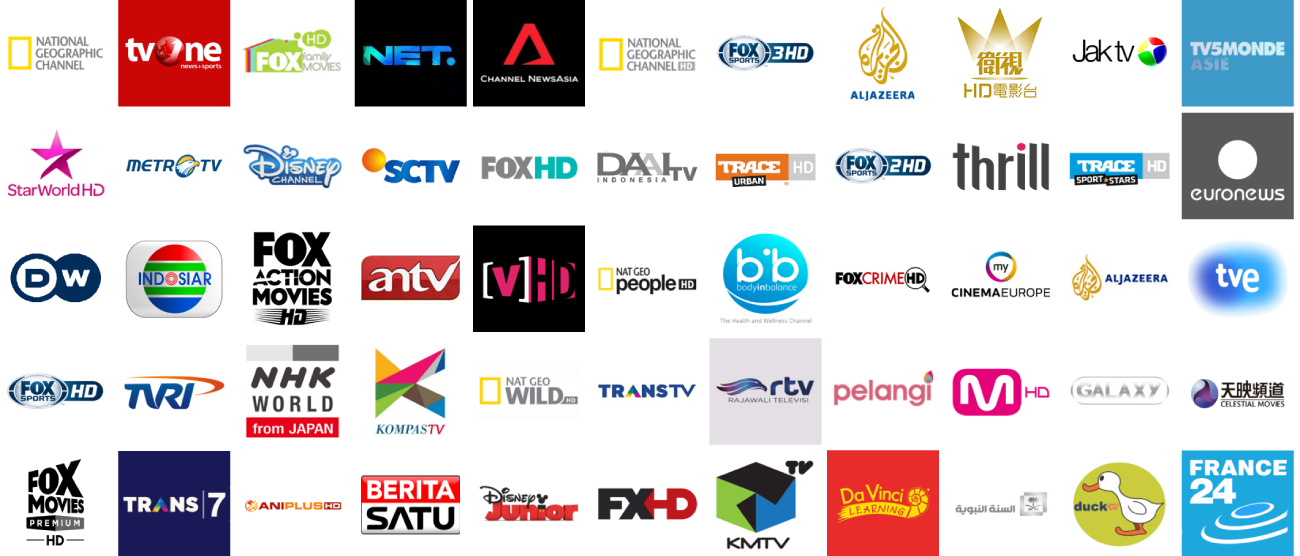 NATIONAL
GEOGRAPHIC
CHANNEL
tvOne
news+sports
HD
FOX family
MOVIES
NET.
CHANNEL NEWSASIA
NATIONAL
GEOGRAPHIC
CHANNEL HD
FOX
SPORTS 3HD
ALJAZEERA
衛視
HD電影台
Jak tv
TV5MONDE
ASIE
StarWorldHD
METRO TV
DISNEY
CHANNEL
SCTV
FOXHD
DAAI TV
INDONESIA
TRACE HD
URBAN
FOX
SPORTS 2HD
thrill
TRACE HD
SPORT★STARS
euronews
DW
INDOSIAR
FOX
ACTION
MOVIES
HD
antv
[V]HD
NAT GEO
people HD
bib
bodyinbalance
The Health and Wellness Channel
FOXCRIMEHD
my
CINEMAEUROPE
ALJAZEERA
tve
FOX
SPORTS HD
TVRI
NHK
WORLD
from JAPAN
KOMPASTV
NAT GEO
WILD HD
TRANSTV
rtv
RAJAWALI TELEVISI
pelangi
M HD
GALAXY
天映頻道
CELESTIAL MOVIES
FOX
MOVIES
PREMIUM
HD
TRANS|7
ANIPLUS HD
BERITA
SATU
Disney
Junior
FXHD
TV
KMTV
Da Vinci
LEARNING
السنة النبوية
duck tv
FRANCE
24